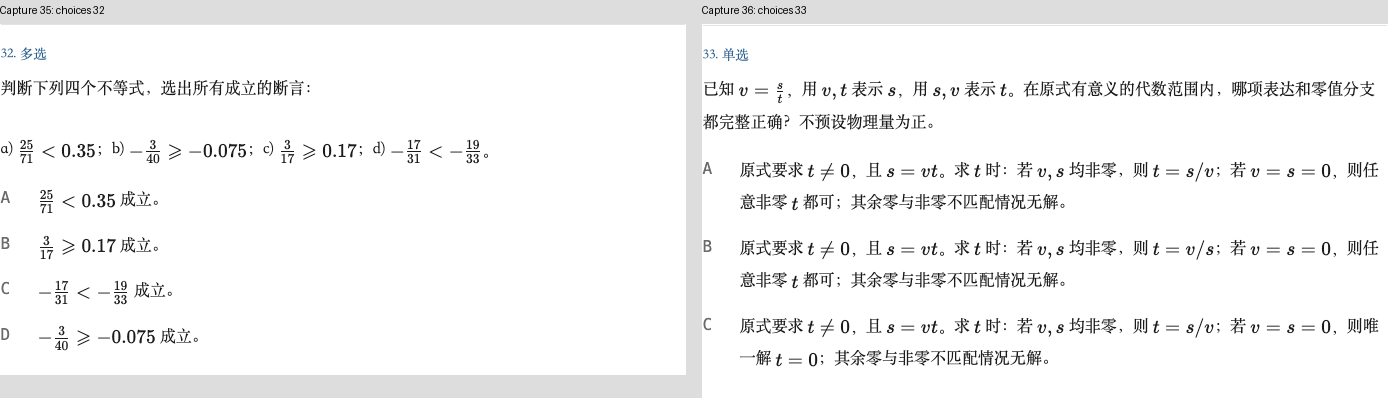 Capture 35: choices 32
32. 多选
判断下列四个不等式，选出所有成立的断言：
a) 25/71 < 0.35；b) −3/40 ⩾ −0.075；c) 3/17 ⩾ 0.17；d) −17/31 < −19/33。
A 25/71 < 0.35 成立。
B 3/17 ⩾ 0.17 成立。
C −17/31 < −19/33 成立。
D −3/40 ⩾ −0.075 成立。
Capture 36: choices 33
33. 单选
已知 v = s/t，用 v, t 表示 s，用 s, v 表示 t。在原式有意义的代数范围内，哪项表达和零值分支
都完整正确？不预设物理量为正。
A 原式要求 t ≠ 0，且 s = vt。求 t 时：若 v, s 均非零，则 t = s/v；若 v = s = 0，则任
意非零 t 都可；其余零与非零不匹配情况无解。
B 原式要求 t ≠ 0，且 s = vt。求 t 时：若 v, s 均非零，则 t = v/s；若 v = s = 0，则任
意非零 t 都可；其余零与非零不匹配情况无解。
C 原式要求 t ≠ 0，且 s = vt。求 t 时：若 v, s 均非零，则 t = s/v；若 v = s = 0，则唯
一解 t = 0；其余零与非零不匹配情况无解。